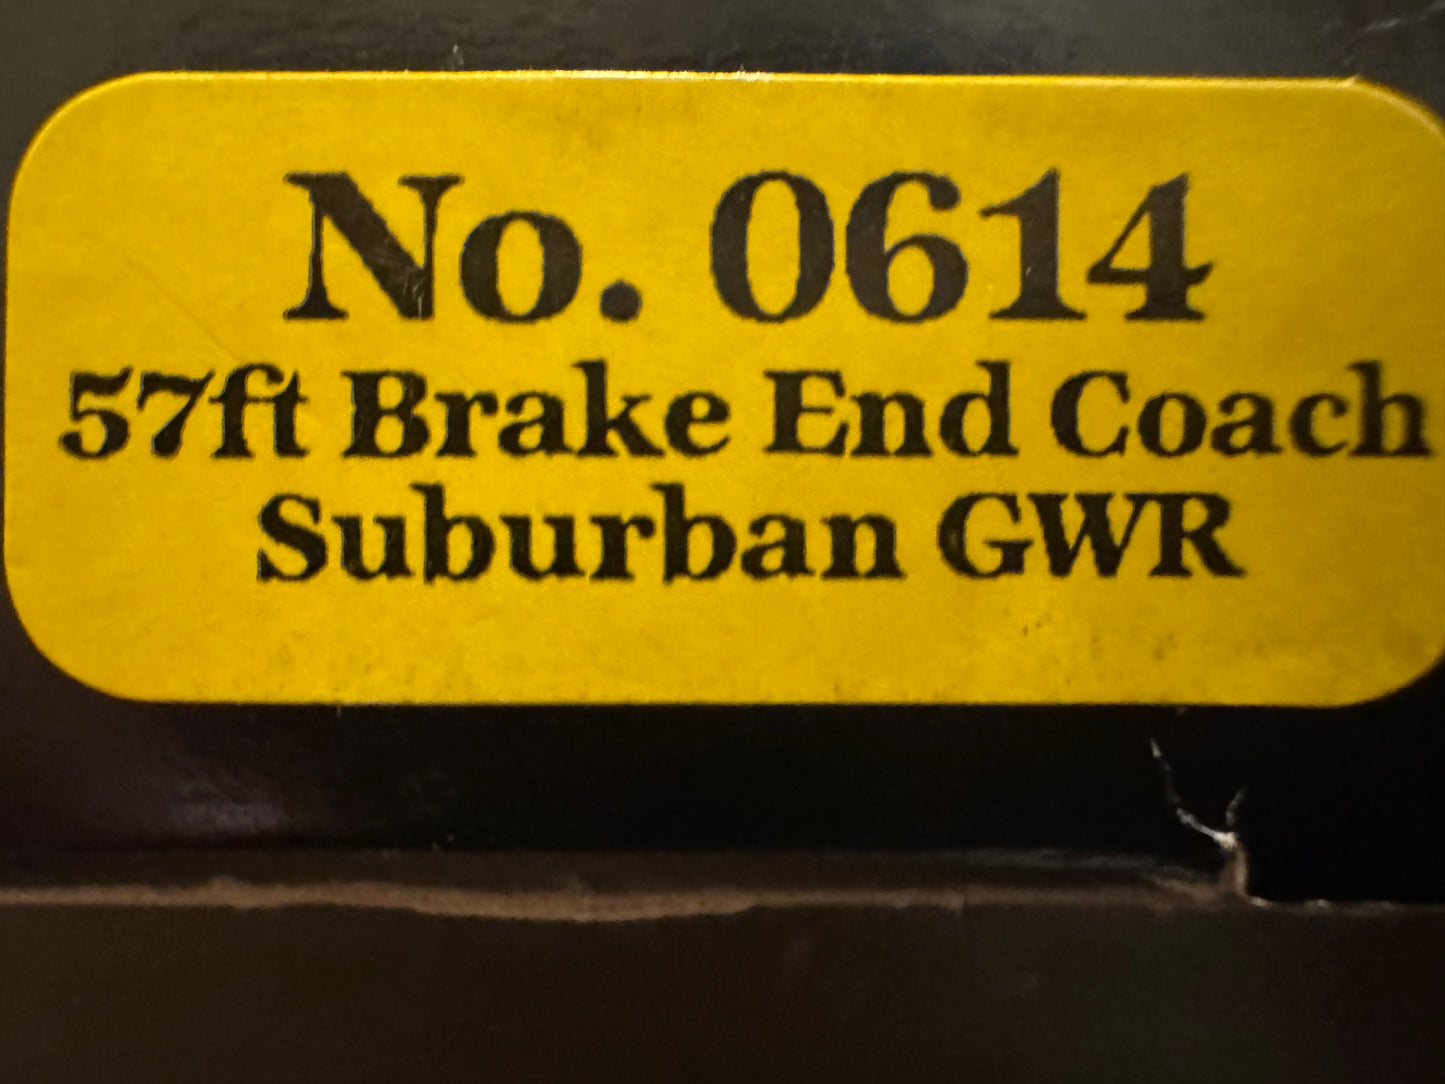 No. 0614
57ft Brake End Coach
Suburban GWR